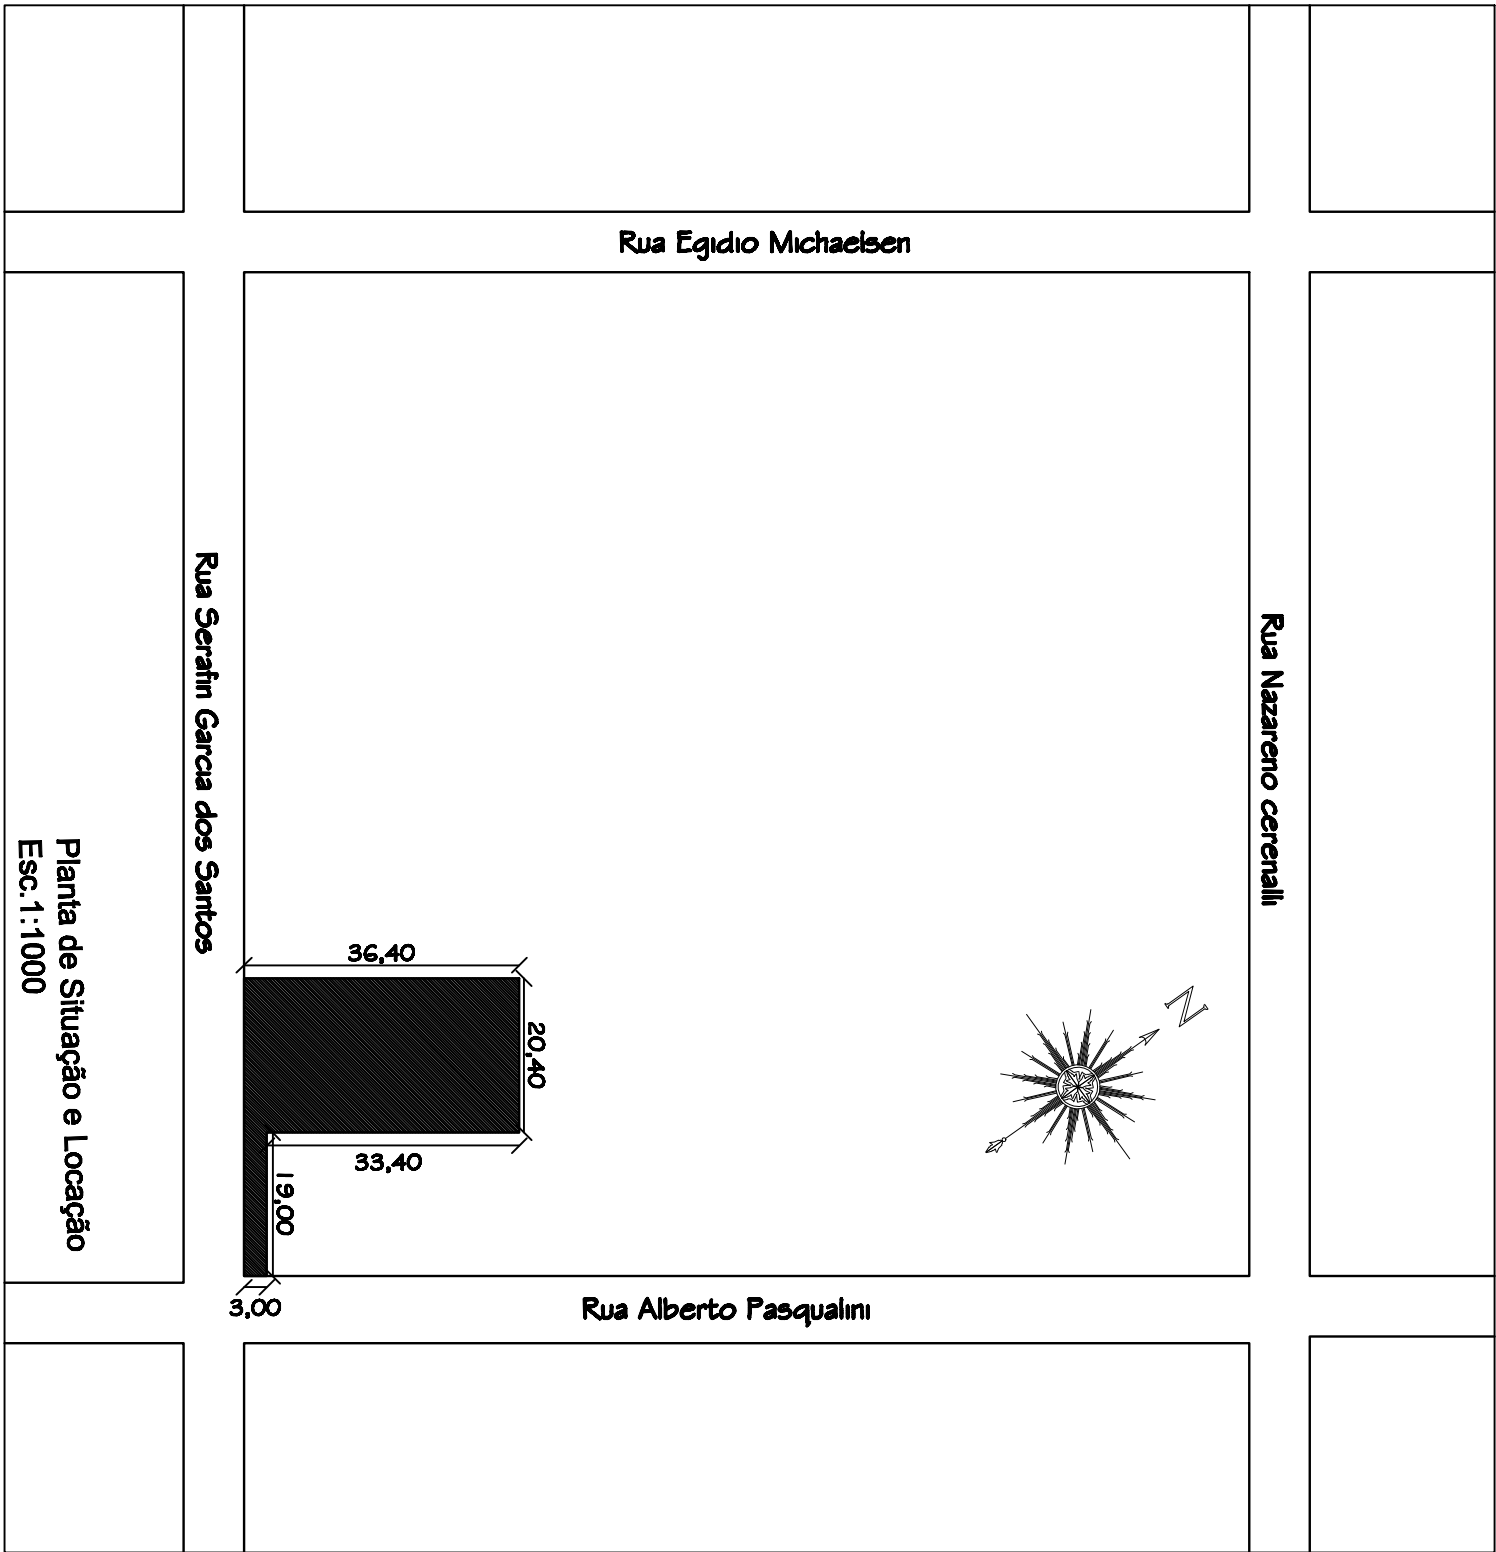 Rua Egidio Michaelsen
Rua Serafin Garcia dos Santos
Rua Nazareno cerenalli
36,40
20,40
33,40
19,00
3,00
N
Rua Alberto Pasqualini
Planta de Situação e Locação
Esc.1:1000